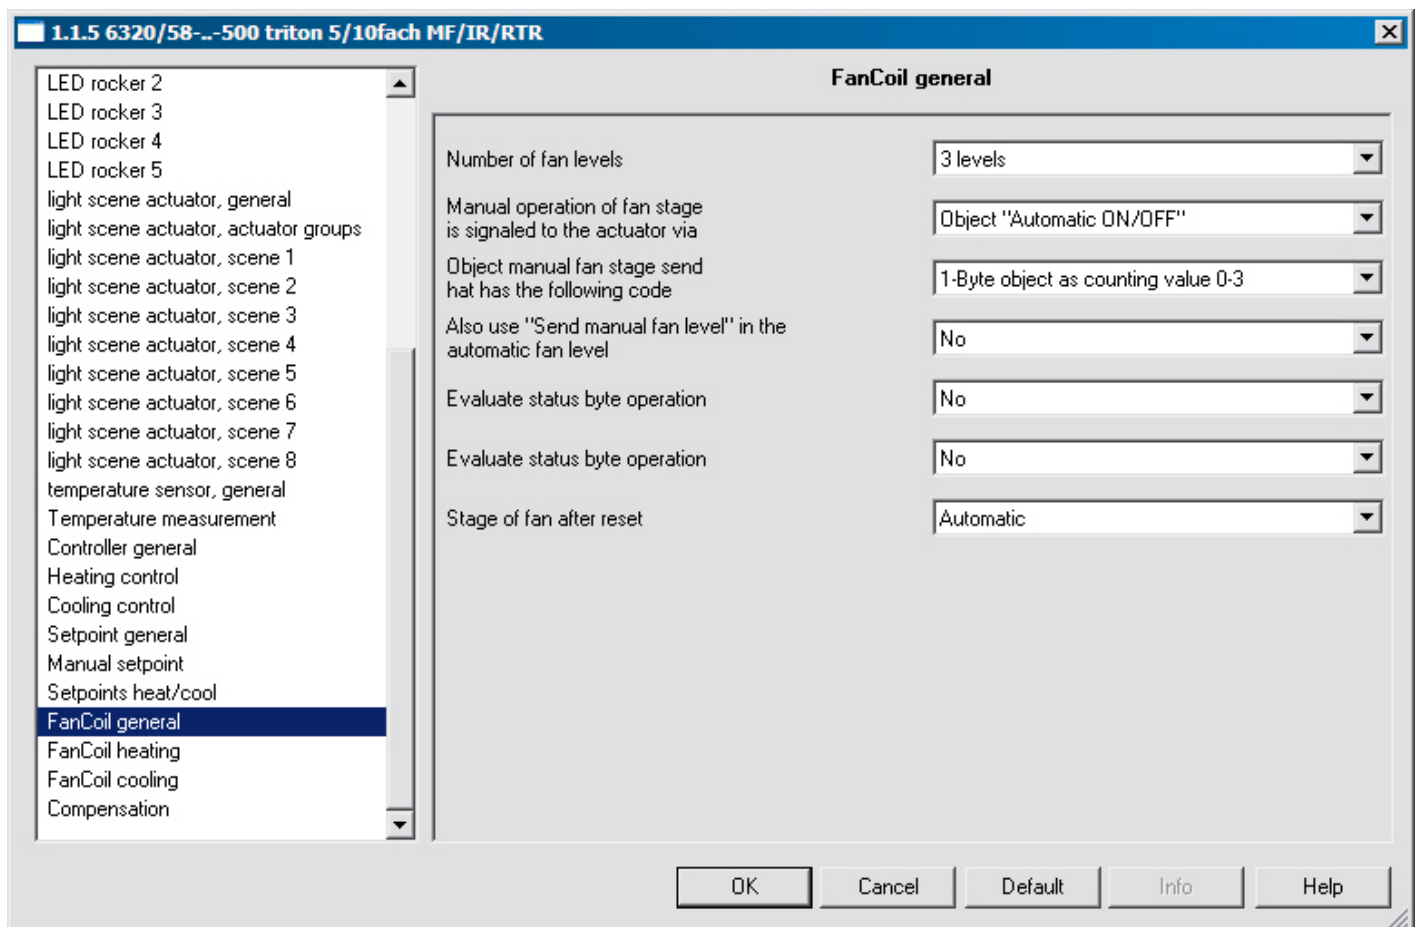 1.1.5 6320/58-..-500 triton 5/10fach MF/IR/RTR
LED rocker 2
LED rocker 3
LED rocker 4
LED rocker 5
light scene actuator, general
light scene actuator, actuator groups
light scene actuator, scene 1
light scene actuator, scene 2
light scene actuator, scene 3
light scene actuator, scene 4
light scene actuator, scene 5
light scene actuator, scene 6
light scene actuator, scene 7
light scene actuator, scene 8
temperature sensor, general
Temperature measurement
Controller general
Heating control
Cooling control
Setpoint general
Manual setpoint
Setpoints heat/cool
FanCoil general
FanCoil heating
FanCoil cooling
Compensation
FanCoil general
Number of fan levels
3 levels
Manual operation of fan stage
is signaled to the actuator via
Object "Automatic ON/OFF"
Object manual fan stage send
hat has the following code
1-Byte object as counting value 0-3
Also use "Send manual fan level" in the
automatic fan level
No
Evaluate status byte operation
No
Evaluate status byte operation
No
Stage of fan after reset
Automatic
OK
Cancel
Default
Info
Help